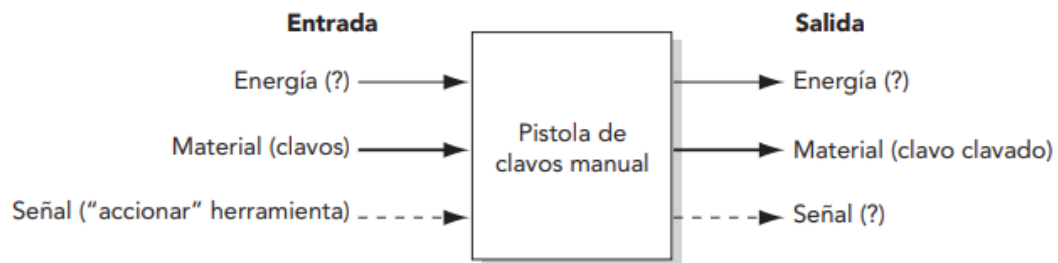 Entrada
Salida
Energía (?)
Energía (?)
Material (clavos)
Pistola de
clavos manual
Material (clavo clavado)
Señal (“accionar” herramienta)
Señal (?)